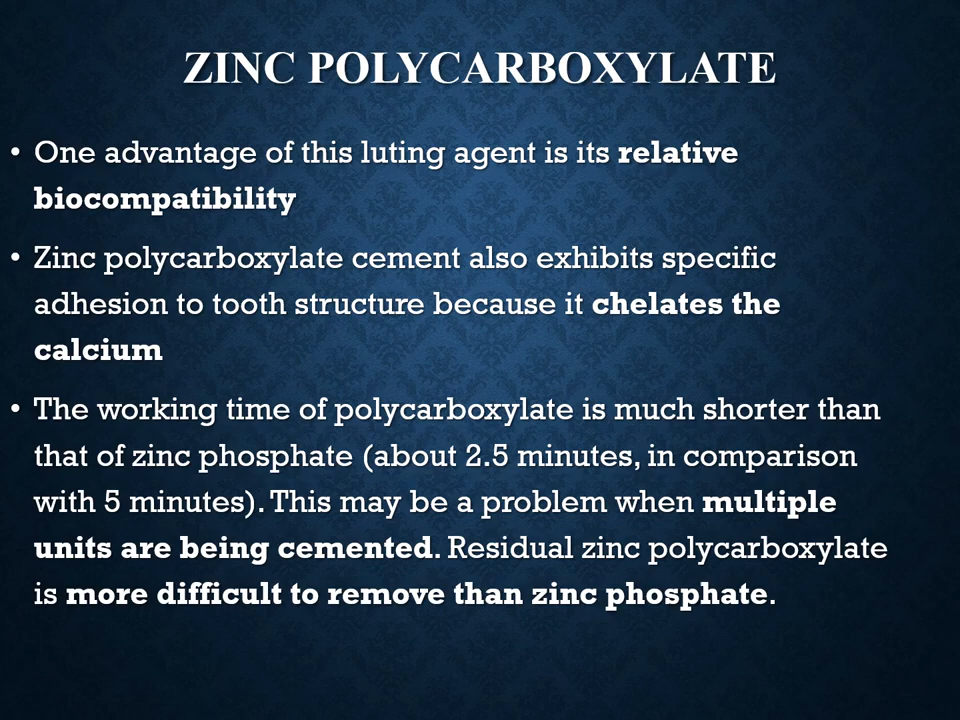 ZINC POLYCARBOXYLATE
• One advantage of this luting agent is its relative
biocompatibility
• Zinc polycarboxylate cement also exhibits specific
adhesion to tooth structure because it chelates the
calcium
• The working time of polycarboxylate is much shorter than
that of zinc phosphate (about 2.5 minutes, in comparison
with 5 minutes). This may be a problem when multiple
units are being cemented. Residual zinc polycarboxylate
is more difficult to remove than zinc phosphate.